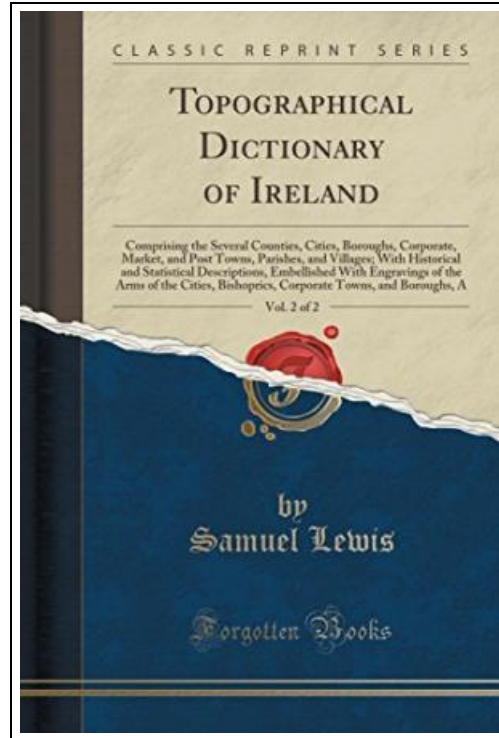 CLASSIC REPRINT SERIES
TOPOGRAPHICAL
DICTIONARY
OF IRELAND
Comprising the Several Counties, Cities, Boroughs, Corporate,
Market, and Post Towns, Parishes, and Villages; With Historical
and Statistical Descriptions, Embellished With Engravings of the
Arms of the Cities, Bishoprics, Corporate Towns, and Boroughs, A
Vol. 2 of 2
by
Samuel Lewis
Forgotten Books